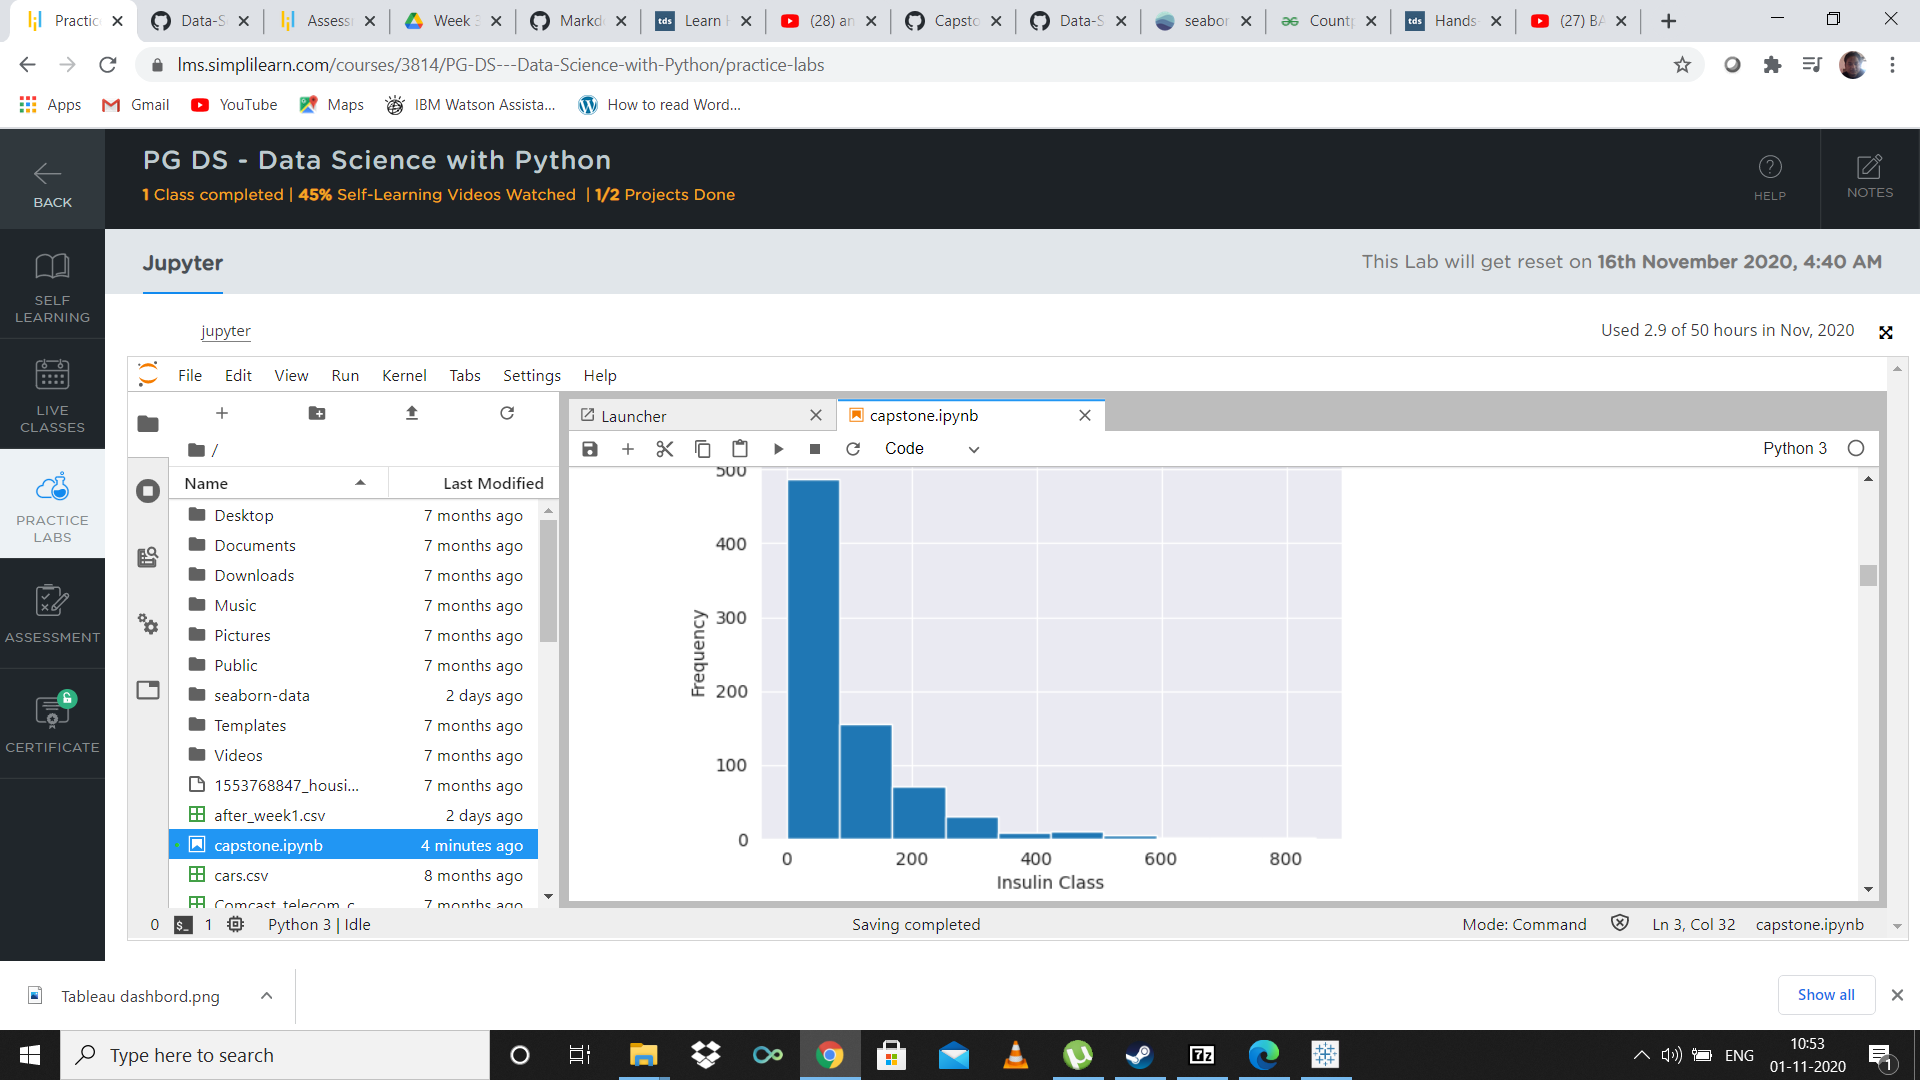 Practic
Data-S
Assess
Week 3
Markd
Learn
(28) an
Capsto
Data-S
seabor
Count
Hands
(27) BA
lms.simplilearn.com/courses/3814/PG-DS---Data-Science-with-Python/practice-labs
Apps
Gmail
YouTube
Maps
IBM Watson Assista...
How to read Word...
BACK
PG DS - Data Science with Python
1 Class completed | 45% Self-Learning Videos Watched | 1/2 Projects Done
HELP
NOTES
SELF
LEARNING
LIVE
CLASSES
PRACTICE
LABS
ASSESSMENT
CERTIFICATE
Jupyter
This Lab will get reset on 16th November 2020, 4:40 AM
jupyter
Used 2.9 of 50 hours in Nov, 2020
File Edit View Run Kernel Tabs Settings Help
/
Name Last Modified
Desktop 7 months ago
Documents 7 months ago
Downloads 7 months ago
Music 7 months ago
Pictures 7 months ago
Public 7 months ago
seaborn-data 2 days ago
Templates 7 months ago
Videos 7 months ago
1553768847_housi... 7 months ago
after_week1.csv 2 days ago
capstone.ipynb 4 minutes ago
cars.csv 8 months ago
Comcast_telecom_c 7 months ago
Launcher
capstone.ipynb
Code
Python 3
500
400
300
200
100
0
Frequency
0 200 400 600 800
Insulin Class
0 $_ 1 Python 3 | Idle Saving completed Mode: Command Ln 3, Col 32 capstone.ipynb
Tableau dashbord.png
Show all
Type here to search
7z
ENG
10:53
01-11-2020
1